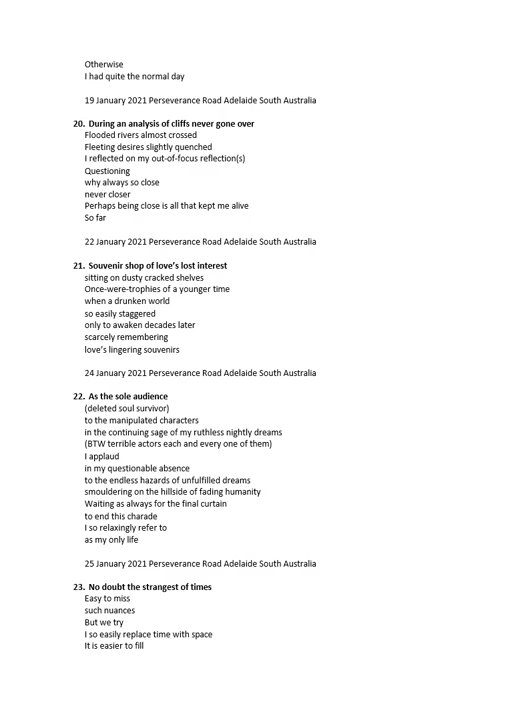 Otherwise
I had quite the normal day
19 January 2021 Perseverance Road Adelaide South Australia
20. During an analysis of cliffs never gone over
Flooded rivers almost crossed
Fleeting desires slightly quenched
I reflected on my out-of-focus reflection(s)
Questioning
why always so close
never closer
Perhaps being close is all that kept me alive
So far
22 January 2021 Perseverance Road Adelaide South Australia
21. Souvenir shop of love's lost interest
sitting on dusty cracked shelves
Once-were-trophies of a younger time
when a drunken world
so easily staggered
only to awaken decades later
scarcely remembering
love's lingering souvenirs
24 January 2021 Perseverance Road Adelaide South Australia
22. As the sole audience
(deleted soul survivor)
to the manipulated characters
in the continuing sage of my ruthless nightly dreams
(BTW terrible actors each and every one of them)
I applaud
in my questionable absence
to the endless hazards of unfulfilled dreams
smouldering on the hillside of fading humanity
Waiting as always for the final curtain
to end this charade
I so relaxingly refer to
as my only life
25 January 2021 Perseverance Road Adelaide South Australia
23. No doubt the strangest of times
Easy to miss
such nuances
But we try
I so easily replace time with space
It is easier to fill